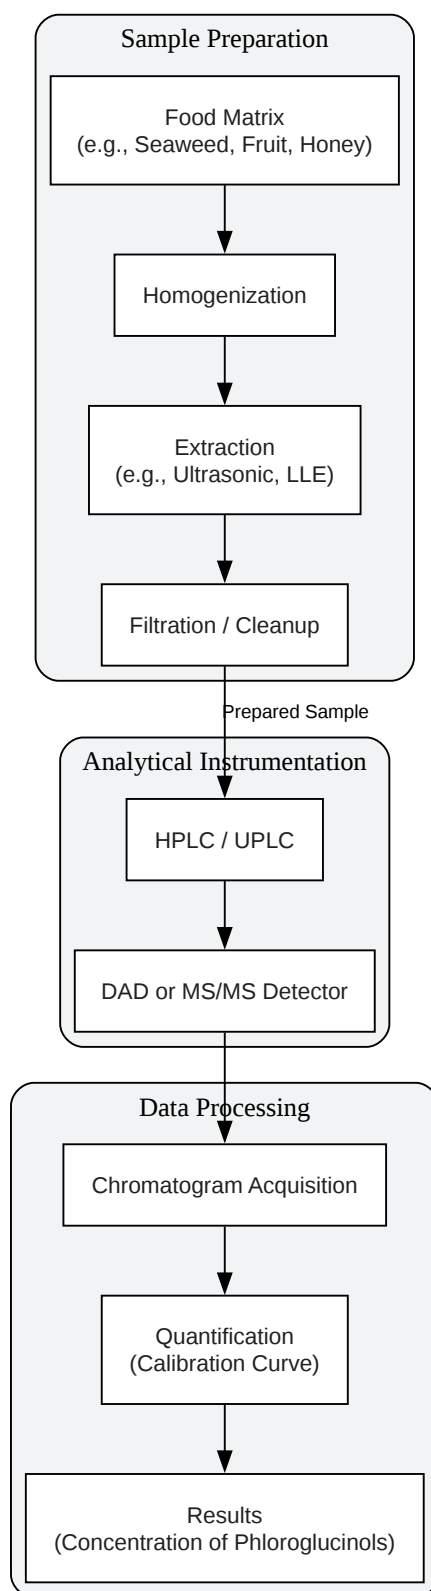 Sample Preparation
Food Matrix
(e.g., Seaweed, Fruit, Honey)
Homogenization
Extraction
(e.g., Ultrasonic, LLE)
Filtration / Cleanup
Prepared Sample
Analytical Instrumentation
HPLC / UPLC
DAD or MS/MS Detector
Data Processing
Chromatogram Acquisition
Quantification
(Calibration Curve)
Results
(Concentration of Phloroglucinols)